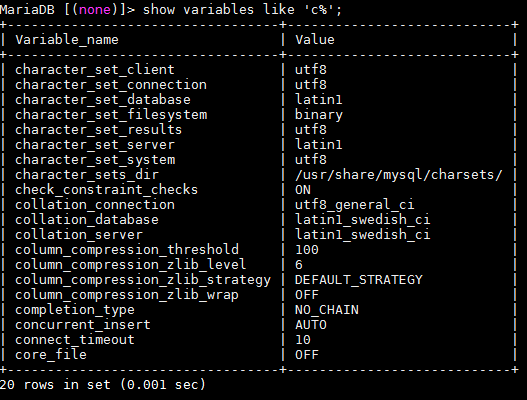 MariaDB [(none)]> show variables like 'c%';
+----------------------------------+----------------------------+
| Variable_name                    | Value                      |
+----------------------------------+----------------------------+
| character_set_client             | utf8                       |
| character_set_connection         | utf8                       |
| character_set_database           | latin1                     |
| character_set_filesystem         | binary                     |
| character_set_results            | utf8                       |
| character_set_server             | latin1                     |
| character_set_system             | utf8                       |
| character_sets_dir               | /usr/share/mysql/charsets/ |
| check_constraint_checks          | ON                         |
| collation_connection             | utf8_general_ci            |
| collation_database               | latin1_swedish_ci          |
| collation_server                 | latin1_swedish_ci          |
| column_compression_threshold     | 100                        |
| column_compression_zlib_level    | 6                          |
| column_compression_zlib_strategy | DEFAULT_STRATEGY           |
| column_compression_zlib_wrap     | OFF                        |
| completion_type                  | NO_CHAIN                   |
| concurrent_insert                | AUTO                       |
| connect_timeout                  | 10                         |
| core_file                        | OFF                        |
+----------------------------------+----------------------------+
20 rows in set (0.001 sec)